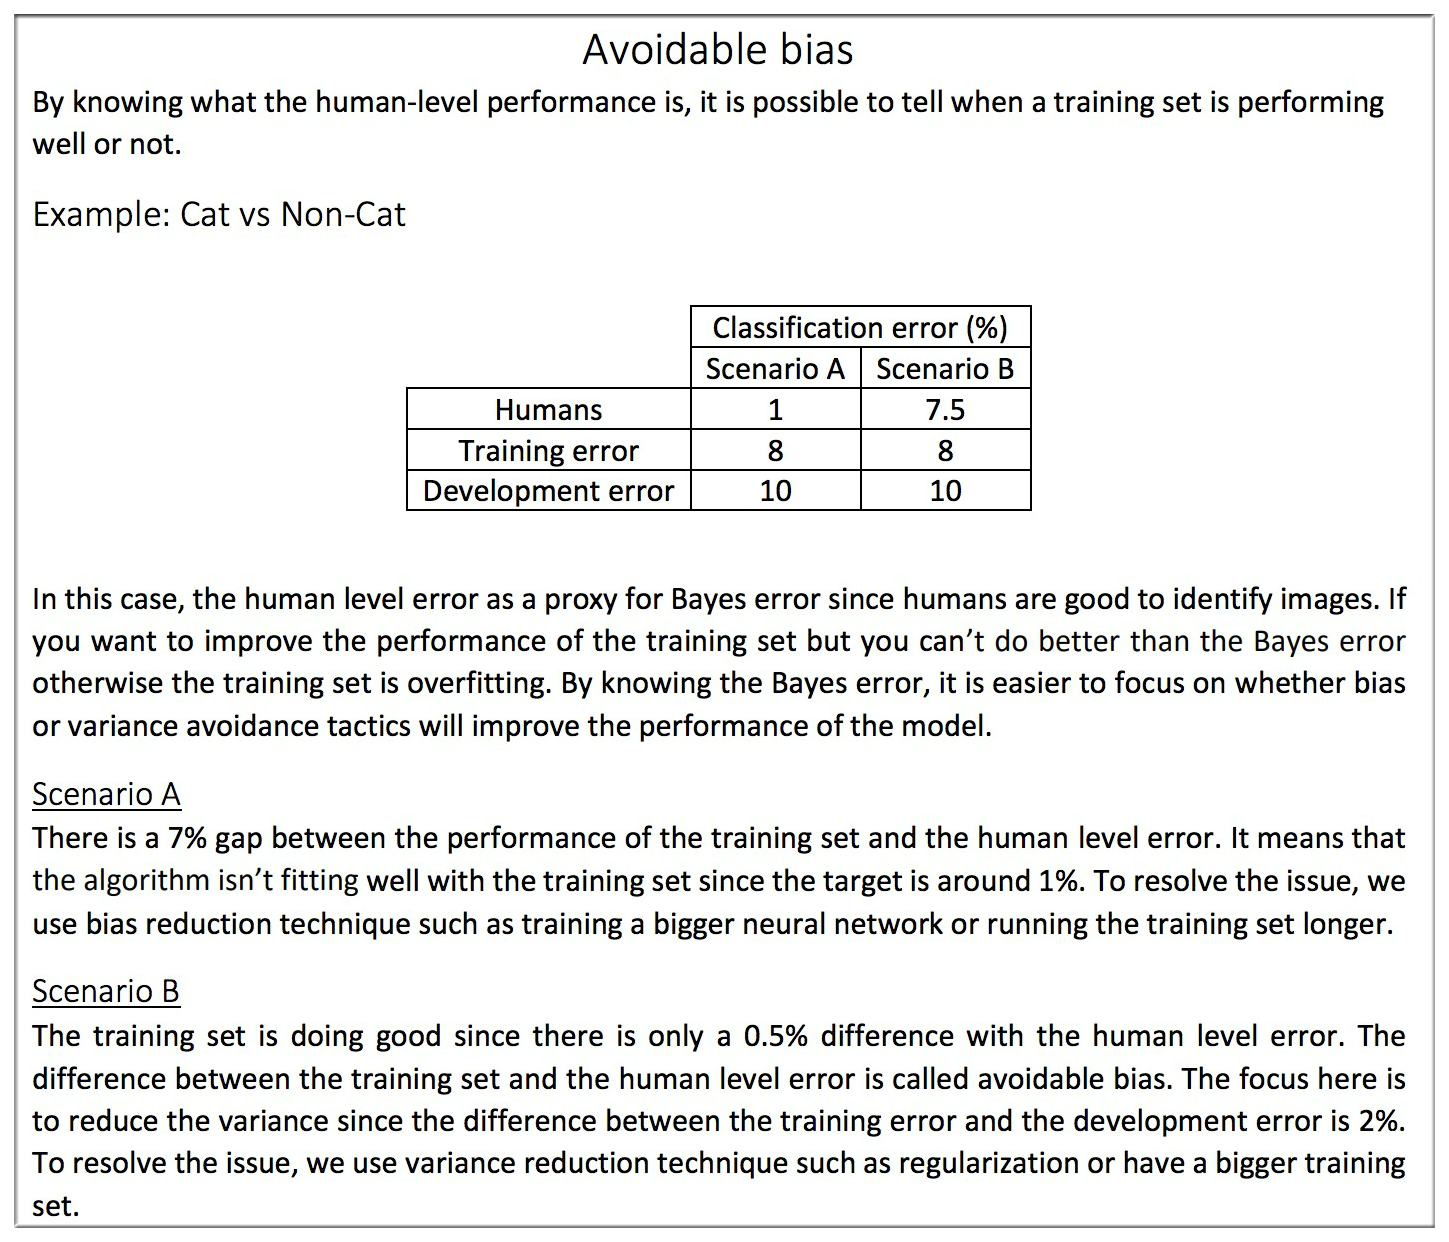 Avoidable bias
By knowing what the human-level performance is, it is possible to tell when a training set is performing
well or not.
Example: Cat vs Non-Cat
Classification error (%)
Scenario A Scenario B
Humans 1 7.5
Training error 8 8
Development error 10 10
In this case, the human level error as a proxy for Bayes error since humans are good to identify images. If
you want to improve the performance of the training set but you can’t do better than the Bayes error
otherwise the training set is overfitting. By knowing the Bayes error, it is easier to focus on whether bias
or variance avoidance tactics will improve the performance of the model.
Scenario A
There is a 7% gap between the performance of the training set and the human level error. It means that
the algorithm isn’t fitting well with the training set since the target is around 1%. To resolve the issue, we
use bias reduction technique such as training a bigger neural network or running the training set longer.
Scenario B
The training set is doing good since there is only a 0.5% difference with the human level error. The
difference between the training set and the human level error is called avoidable bias. The focus here is
to reduce the variance since the difference between the training error and the development error is 2%.
To resolve the issue, we use variance reduction technique such as regularization or have a bigger training
set.